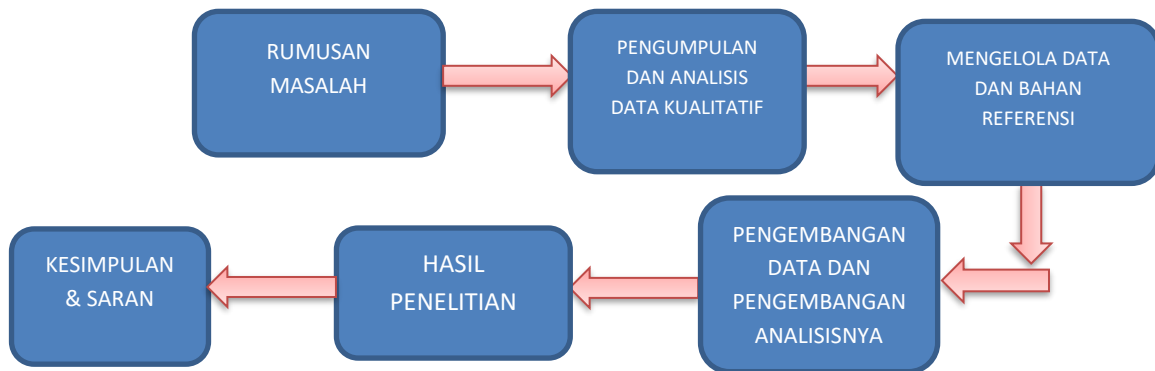 RUMUSAN
MASALAH
PENGUMPULAN
DAN ANALISIS
DATA KUALITATIF
MENGELOLA DATA
DAN BAHAN
REFERENSI
PENGEMBANGAN
DATA DAN
PENGEMBANGAN
ANALISISNYA
HASIL
PENELITIAN
KESIMPULAN
& SARAN